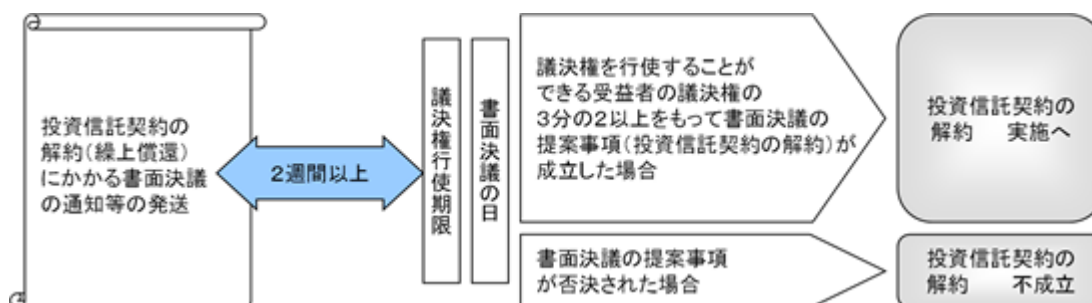 投資信託契約の
解約(繰上償還)
にかかる書面決議
の通知等の発送
2週間以上
議決権行使期限
書面決議の日
議決権を行使することが
できる受益者の議決権の
3分の2以上をもって書面決議の
提案事項(投資信託契約の解約)が
成立した場合
投資信託契約の
解約　実施へ
書面決議の提案事項
が否決された場合
投資信託契約の
解約　不成立